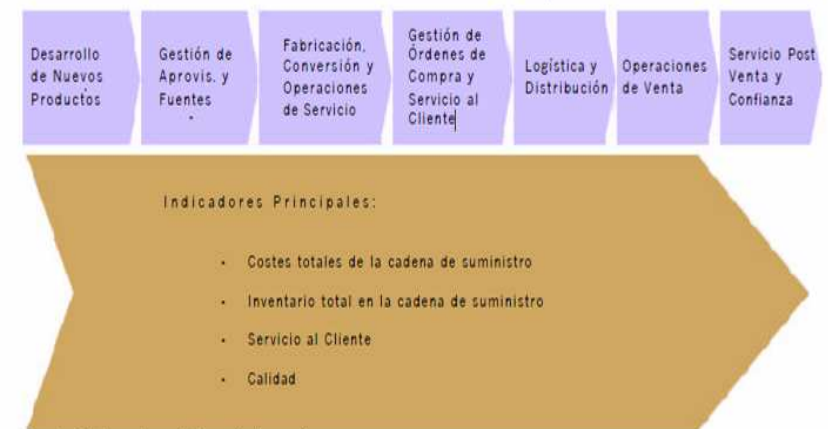 Desarrollo
de Nuevos
Productos
Gestión de
Aprovis. y
Fuentes
Fabricación,
Conversión y
Operaciones
de Servicio
Gestión de
Órdenes de
Compra y
Servicio al
Cliente
Logística y
Distribución
Operaciones
de Venta
Servicio Post
Venta y
Confianza
Indicadores Principales:
- Costes totales de la cadena de suministro
- Inventario total en la cadena de suministro
- Servicio al Cliente
- Calidad